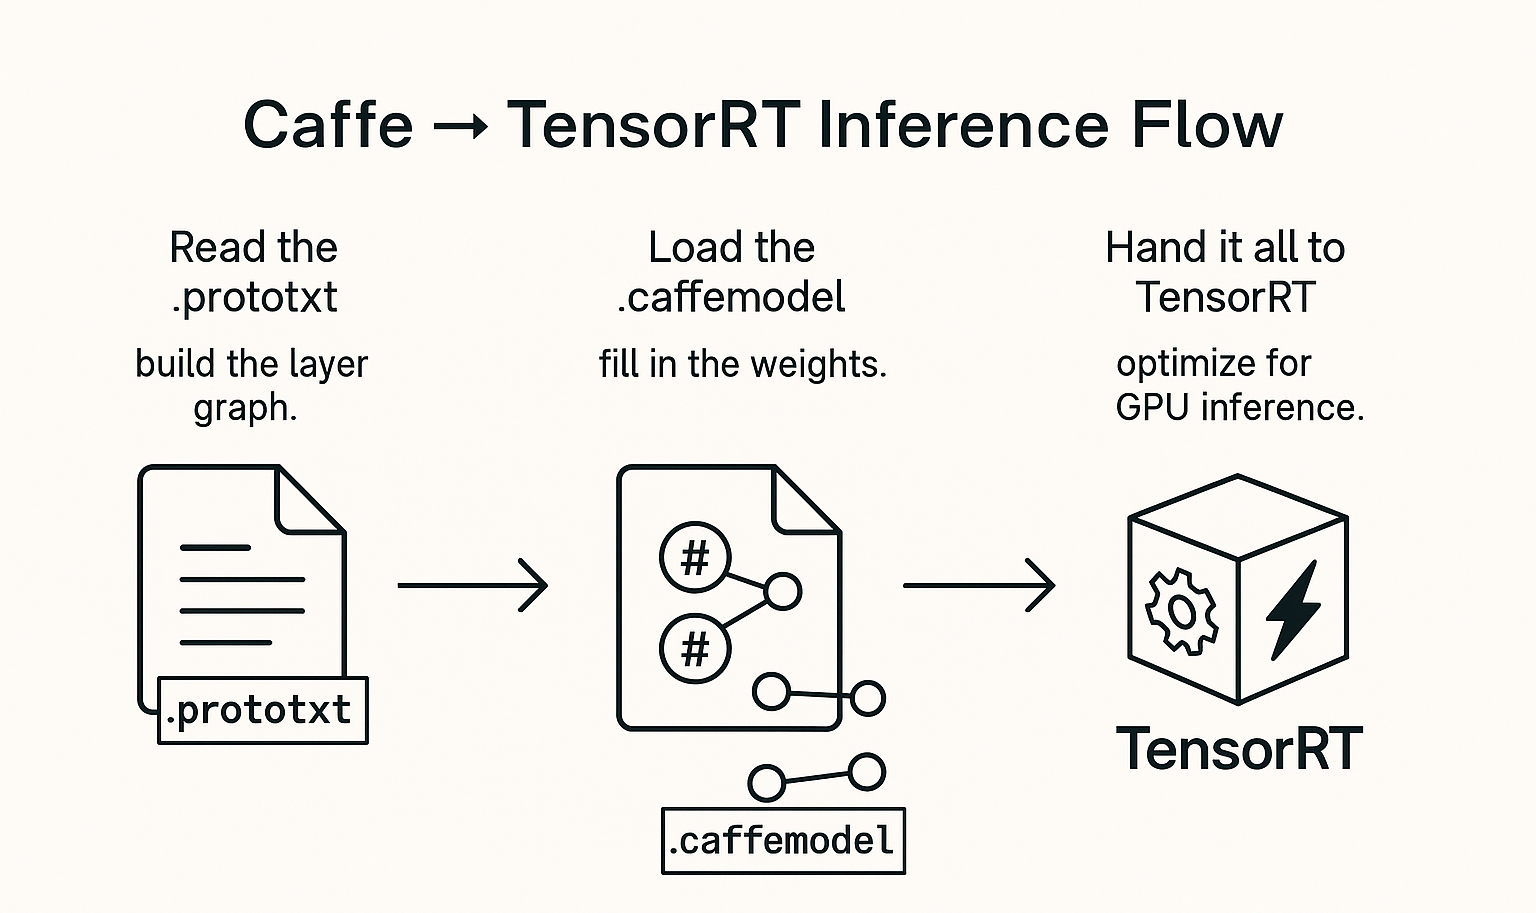 Caffe → TensorRT Inference Flow
Read the
.prototxt
build the layer
graph.
Load the
.caffemodel
fill in the weights.
Hand it all to
TensorRT
optimize for
GPU inference.
#
#
.prototxt
.caffemodel
TensorRT